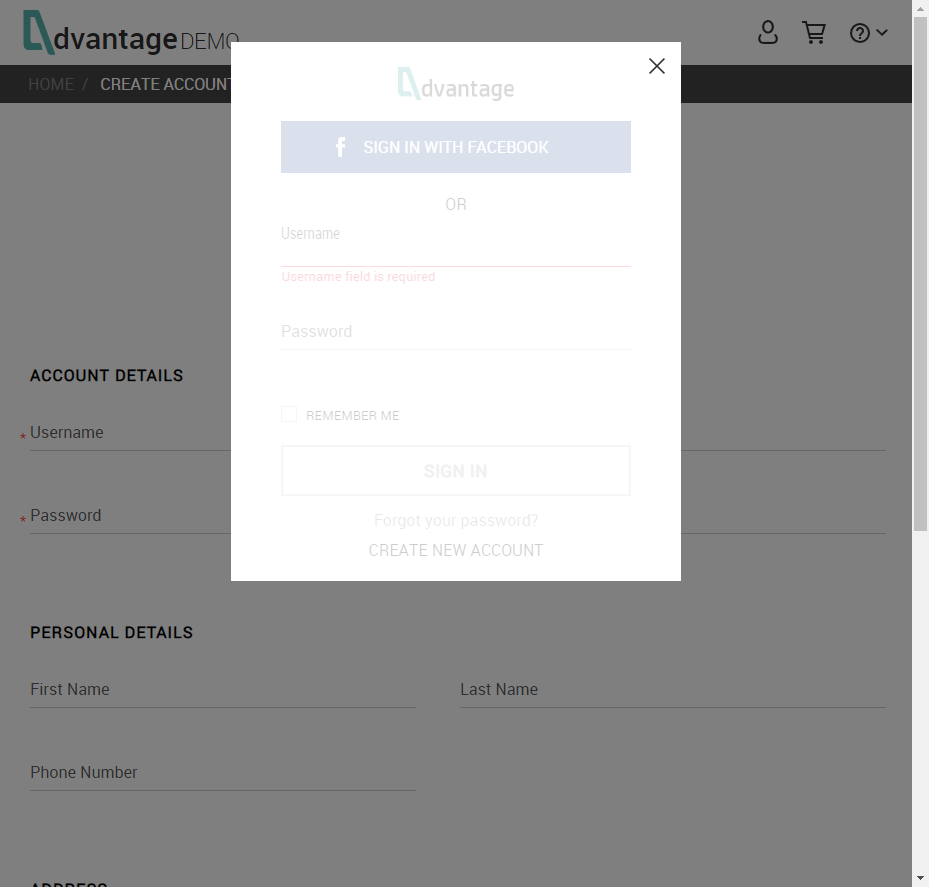 dvantage DEMO
HOME / CREATE ACCOUNT
dvantage
SIGN IN WITH FACEBOOK
OR
Username
Username field is required
Password
REMEMBER ME
SIGN IN
Forgot your password?
CREATE NEW ACCOUNT
ACCOUNT DETAILS
* Username
* Password
PERSONAL DETAILS
First Name
Last Name
Phone Number
ADDRESS